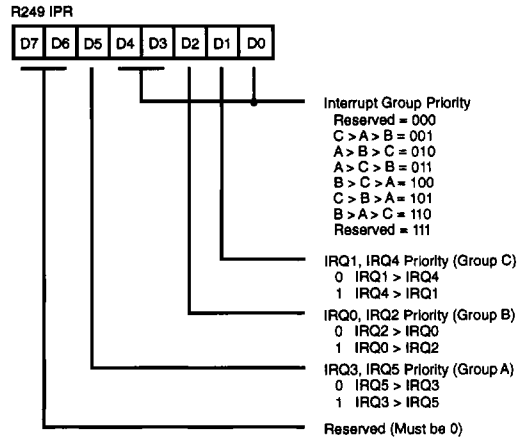 R249 IPR
D7 D6 D5 D4 D3 D2 D1 D0
Interrupt Group Priority
Reserved = 000
C > A > B = 001
A > B > C = 010
A > C > B = 011
B > C > A = 100
C > B > A = 101
B > A > C = 110
Reserved = 111
IRQ1, IRQ4 Priority (Group C)
0 IRQ1 > IRQ4
1 IRQ4 > IRQ1
IRQ0, IRQ2 Priority (Group B)
0 IRQ2 > IRQ0
1 IRQ0 > IRQ2
IRQ3, IRQ5 Priority (Group A)
0 IRQ5 > IRQ3
1 IRQ3 > IRQ5
Reserved (Must be 0)